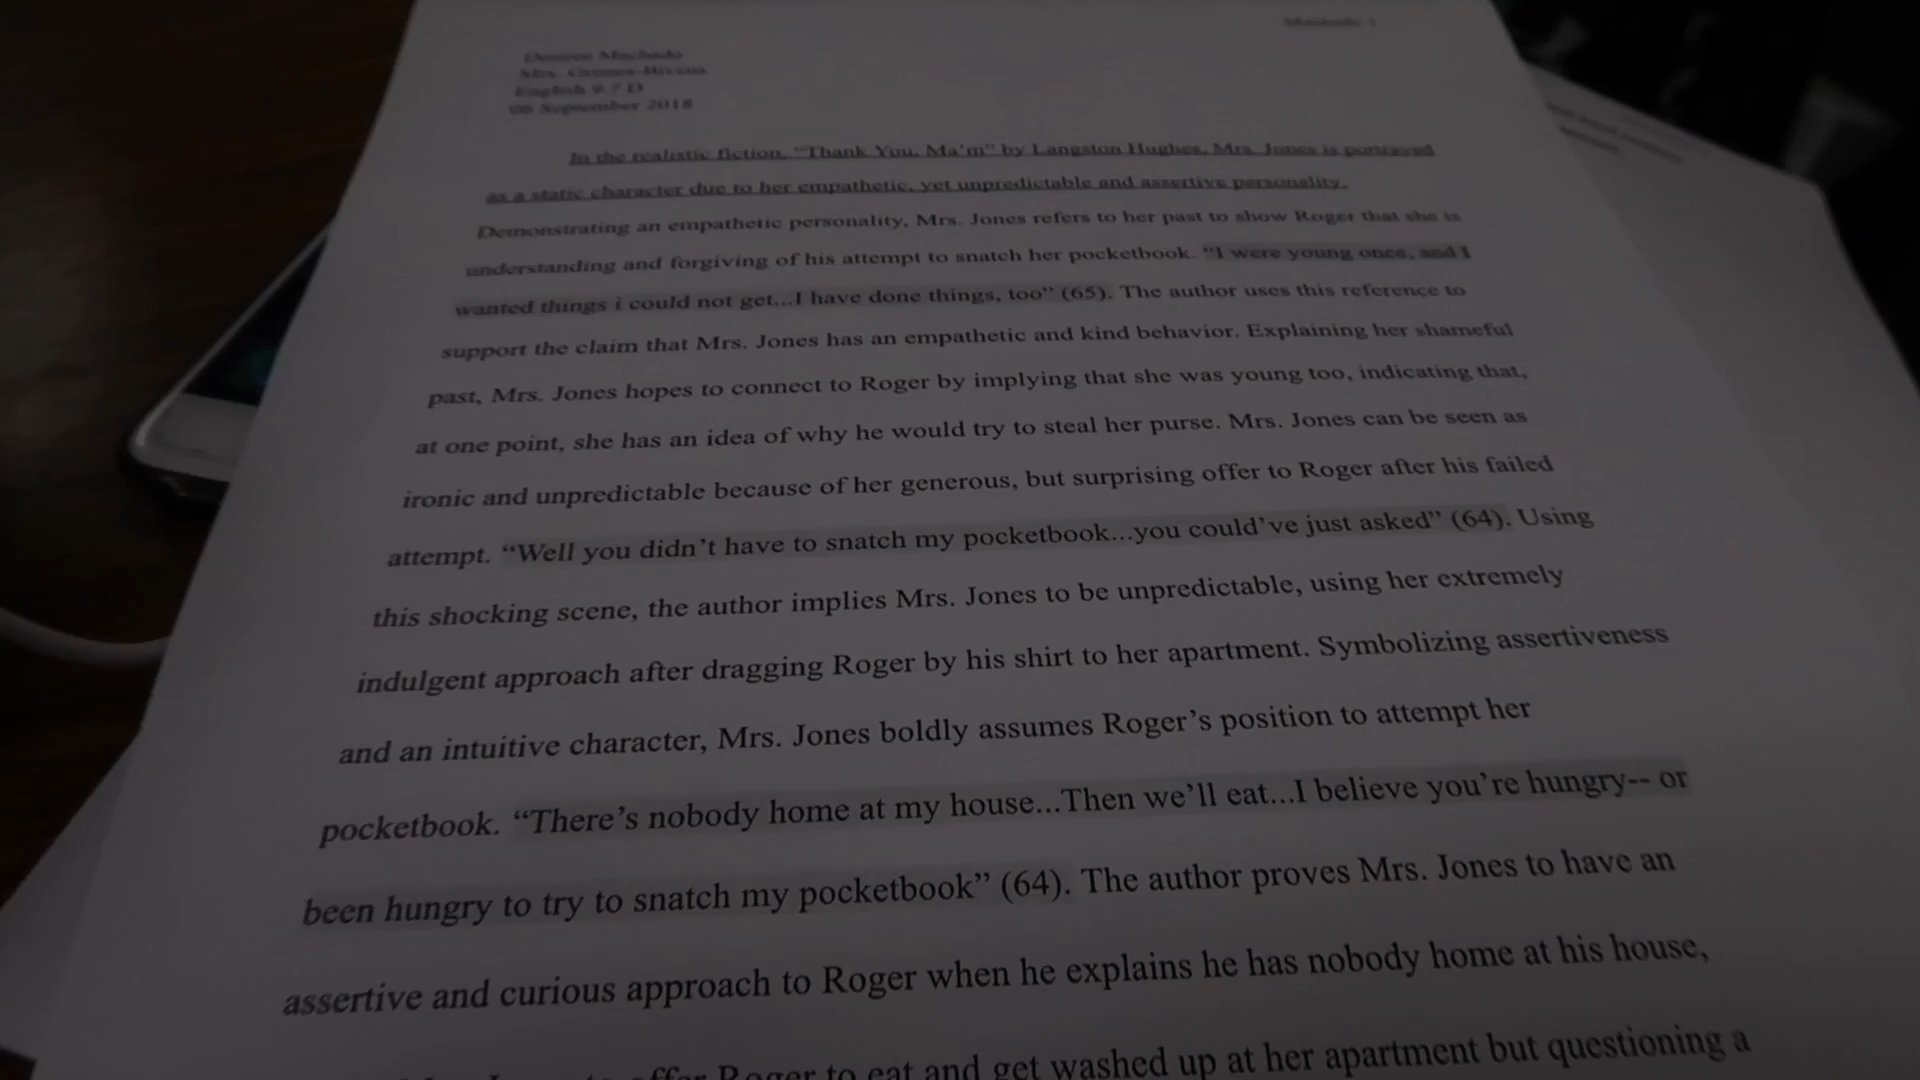 Machado 1
Machado
Mrs.
English 9-7 D
06 September 2018
In the realistic fiction, “Thank You, Ma’m” by Langston Hughes, Mrs. Jones is portrayed
as a static character due to her empathetic, yet unpredictable and assertive personality.
Demonstrating an empathetic personality, Mrs. Jones refers to her past to show Roger that she is
understanding and forgiving of his attempt to snatch her pocketbook. “I were young once, and I
wanted things i could not get...I have done things, too” (65). The author uses this reference to
support the claim that Mrs. Jones has an empathetic and kind behavior. Explaining her shameful
past, Mrs. Jones hopes to connect to Roger by implying that she was young too, indicating that,
at one point, she has an idea of why he would try to steal her purse. Mrs. Jones can be seen as
ironic and unpredictable because of her generous, but surprising offer to Roger after his failed
attempt. “Well you didn’t have to snatch my pocketbook...you could’ve just asked” (64). Using
this shocking scene, the author implies Mrs. Jones to be unpredictable, using her extremely
indulgent approach after dragging Roger by his shirt to her apartment. Symbolizing assertiveness
and an intuitive character, Mrs. Jones boldly assumes Roger’s position to attempt her
pocketbook. “There’s nobody home at my house...Then we’ll eat...I believe you’re hungry-- or
been hungry to try to snatch my pocketbook” (64). The author proves Mrs. Jones to have an
assertive and curious approach to Roger when he explains he has nobody home at his house,
offer Roger to eat and get washed up at her apartment but questioning a